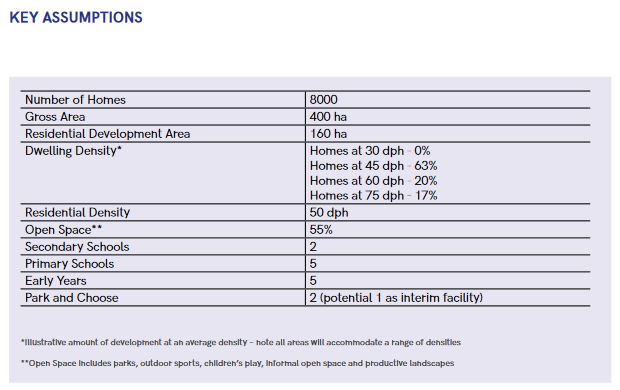 KEY ASSUMPTIONS
Number of Homes 8000
Gross Area 400 ha
Residential Development Area 160 ha
Dwelling Density* Homes at 30 dph - 0%
Homes at 45 dph - 63%
Homes at 60 dph - 20%
Homes at 75 dph - 17%
Residential Density 50 dph
Open Space** 55%
Secondary Schools 2
Primary Schools 5
Early Years 5
Park and Choose 2 (potential 1 as interim facility)
*Illustrative amount of development at an average density – note all areas will accommodate a range of densities
**Open Space includes parks, outdoor sports, children's play, informal open space and productive landscapes